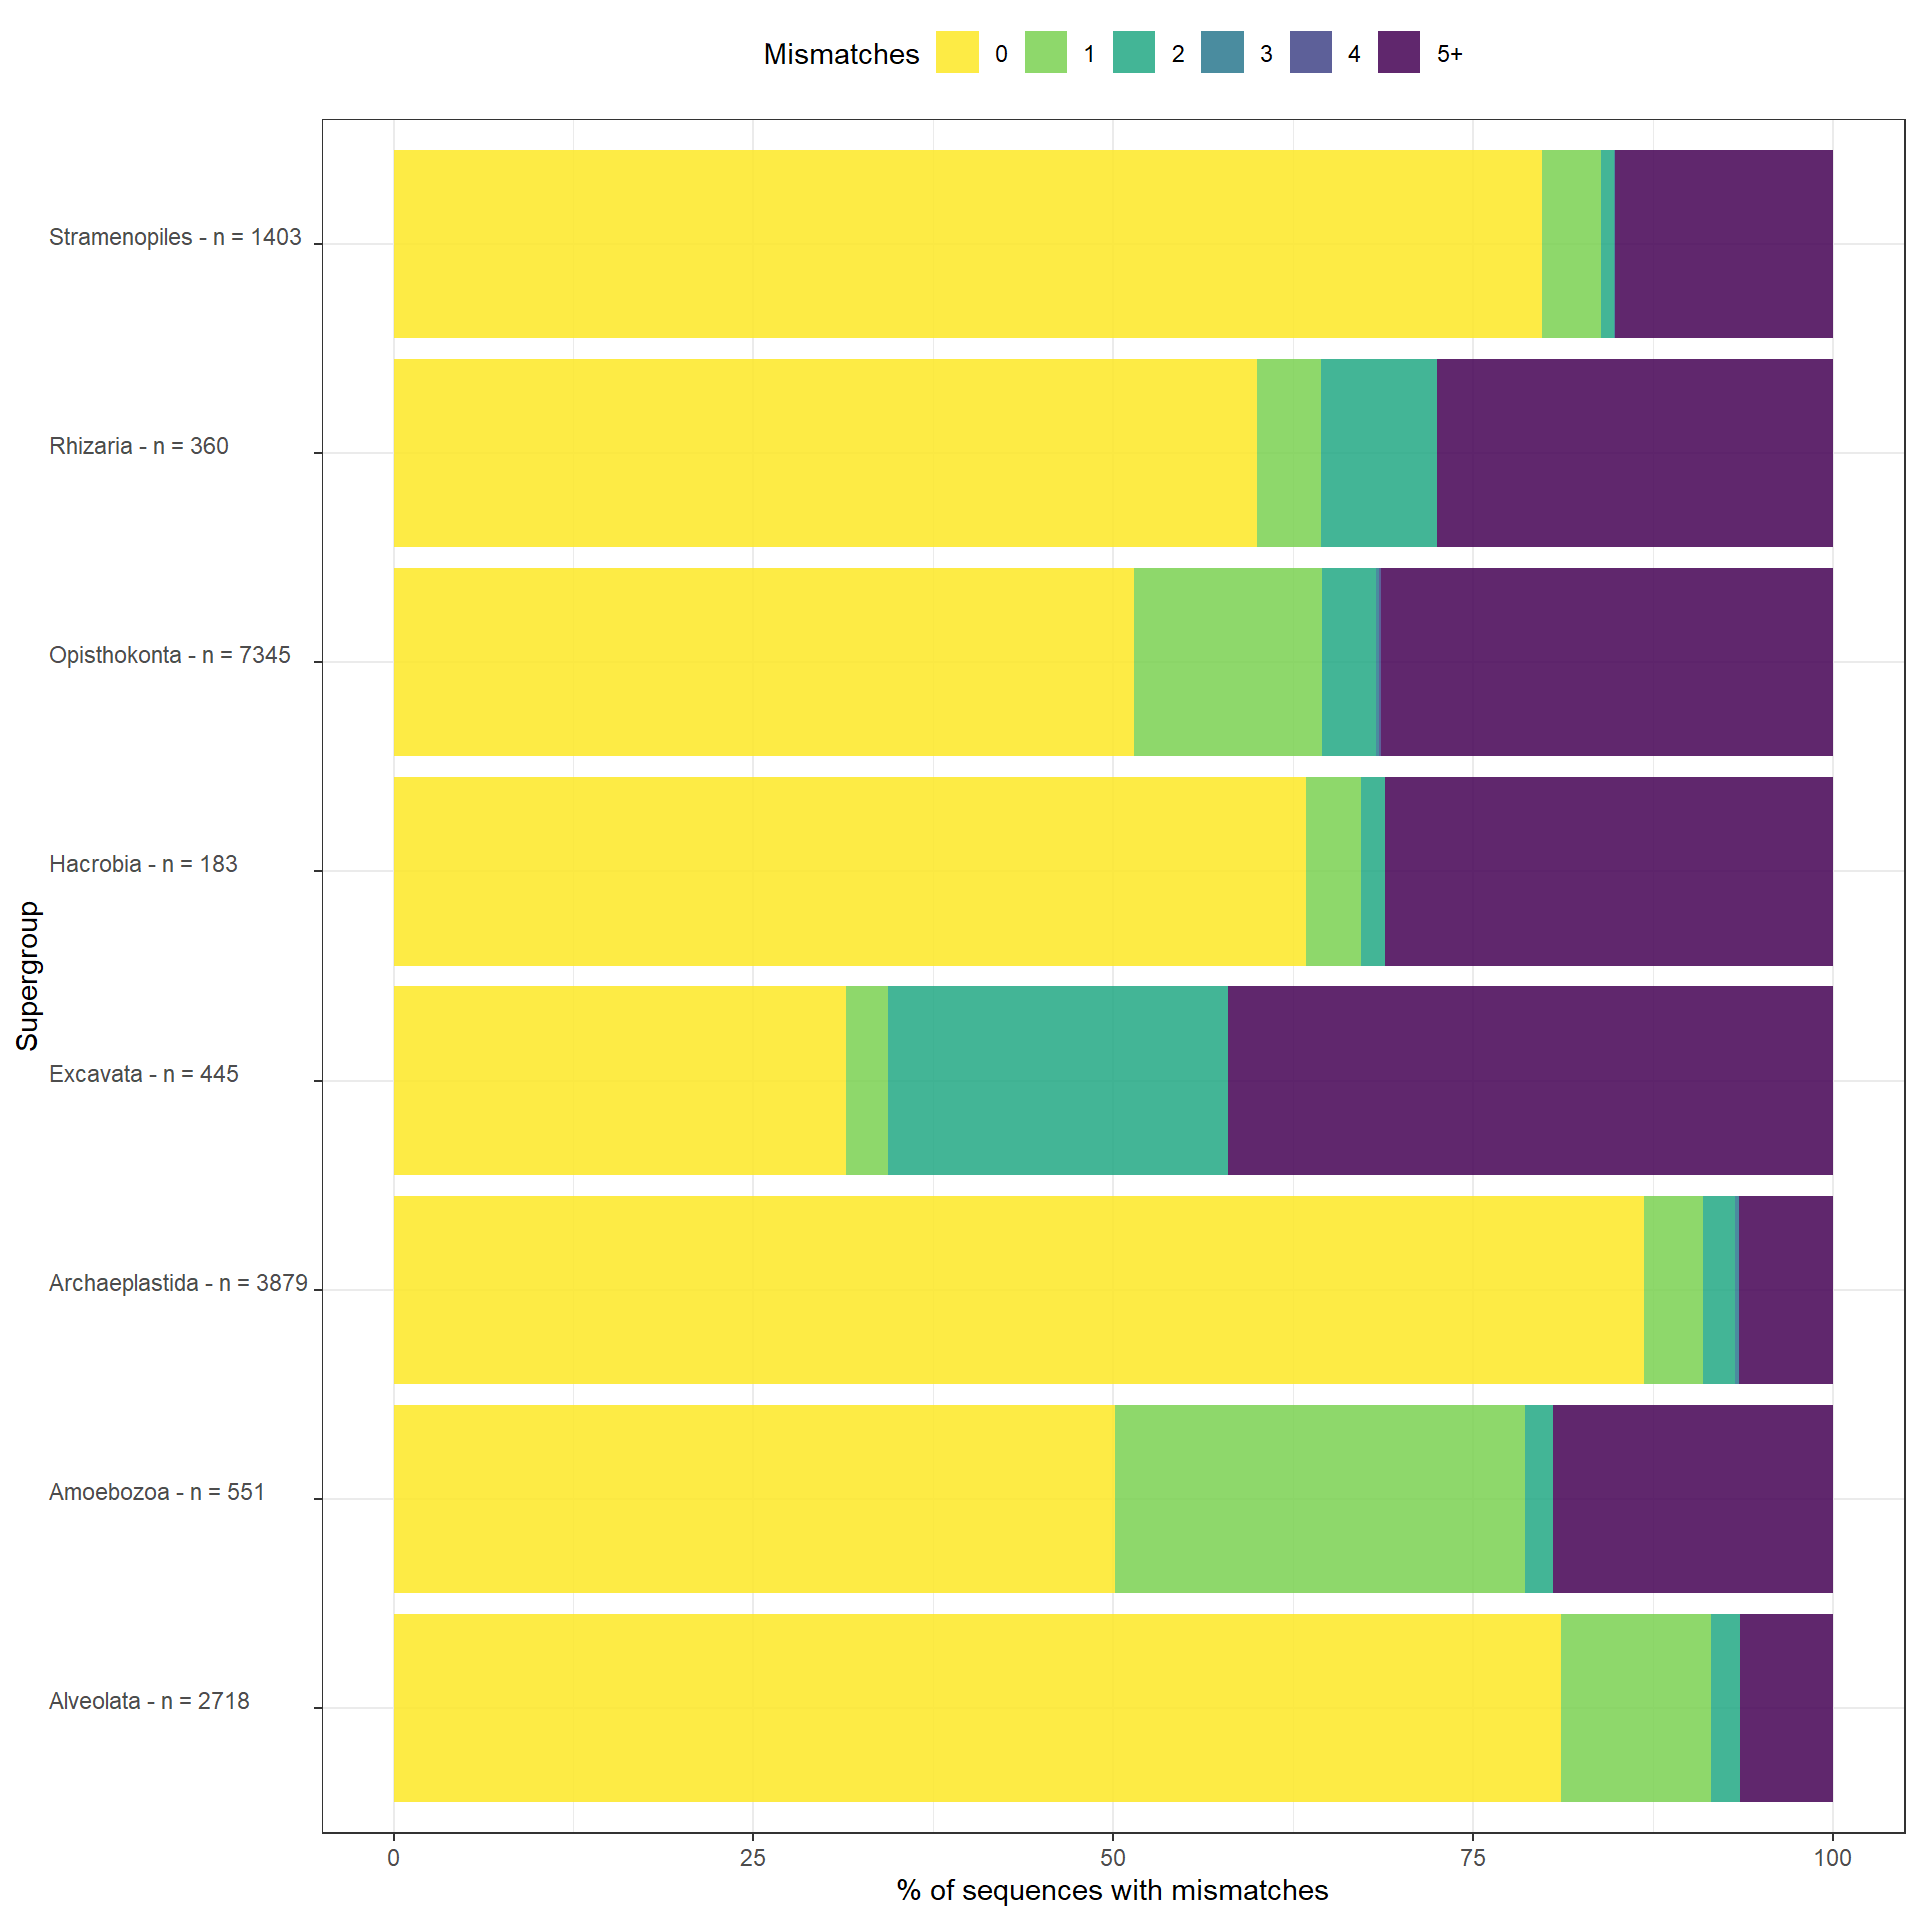 Mismatches 0 1 2 3 4 5+
Stramenopiles - n = 1403
Rhizaria - n = 360
Opisthokonta - n = 7345
Hacrobia - n = 183
Excavata - n = 445
Archaeplastida - n = 3879
Amoebozoa - n = 551
Alveolata - n = 2718
Supergroup
0 25 50 75 100
% of sequences with mismatches